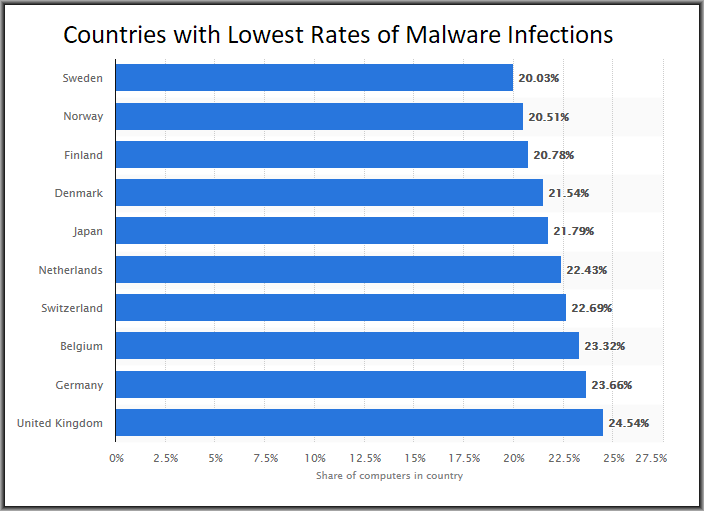 Countries with Lowest Rates of Malware Infections
Sweden 20.03%
Norway 20.51%
Finland 20.78%
Denmark 21.54%
Japan 21.79%
Netherlands 22.43%
Switzerland 22.69%
Belgium 23.32%
Germany 23.66%
United Kingdom 24.54%
0% 2.5% 5% 7.5% 10% 12.5% 15% 17.5% 20% 22.5% 25% 27.5%
Share of computers in country